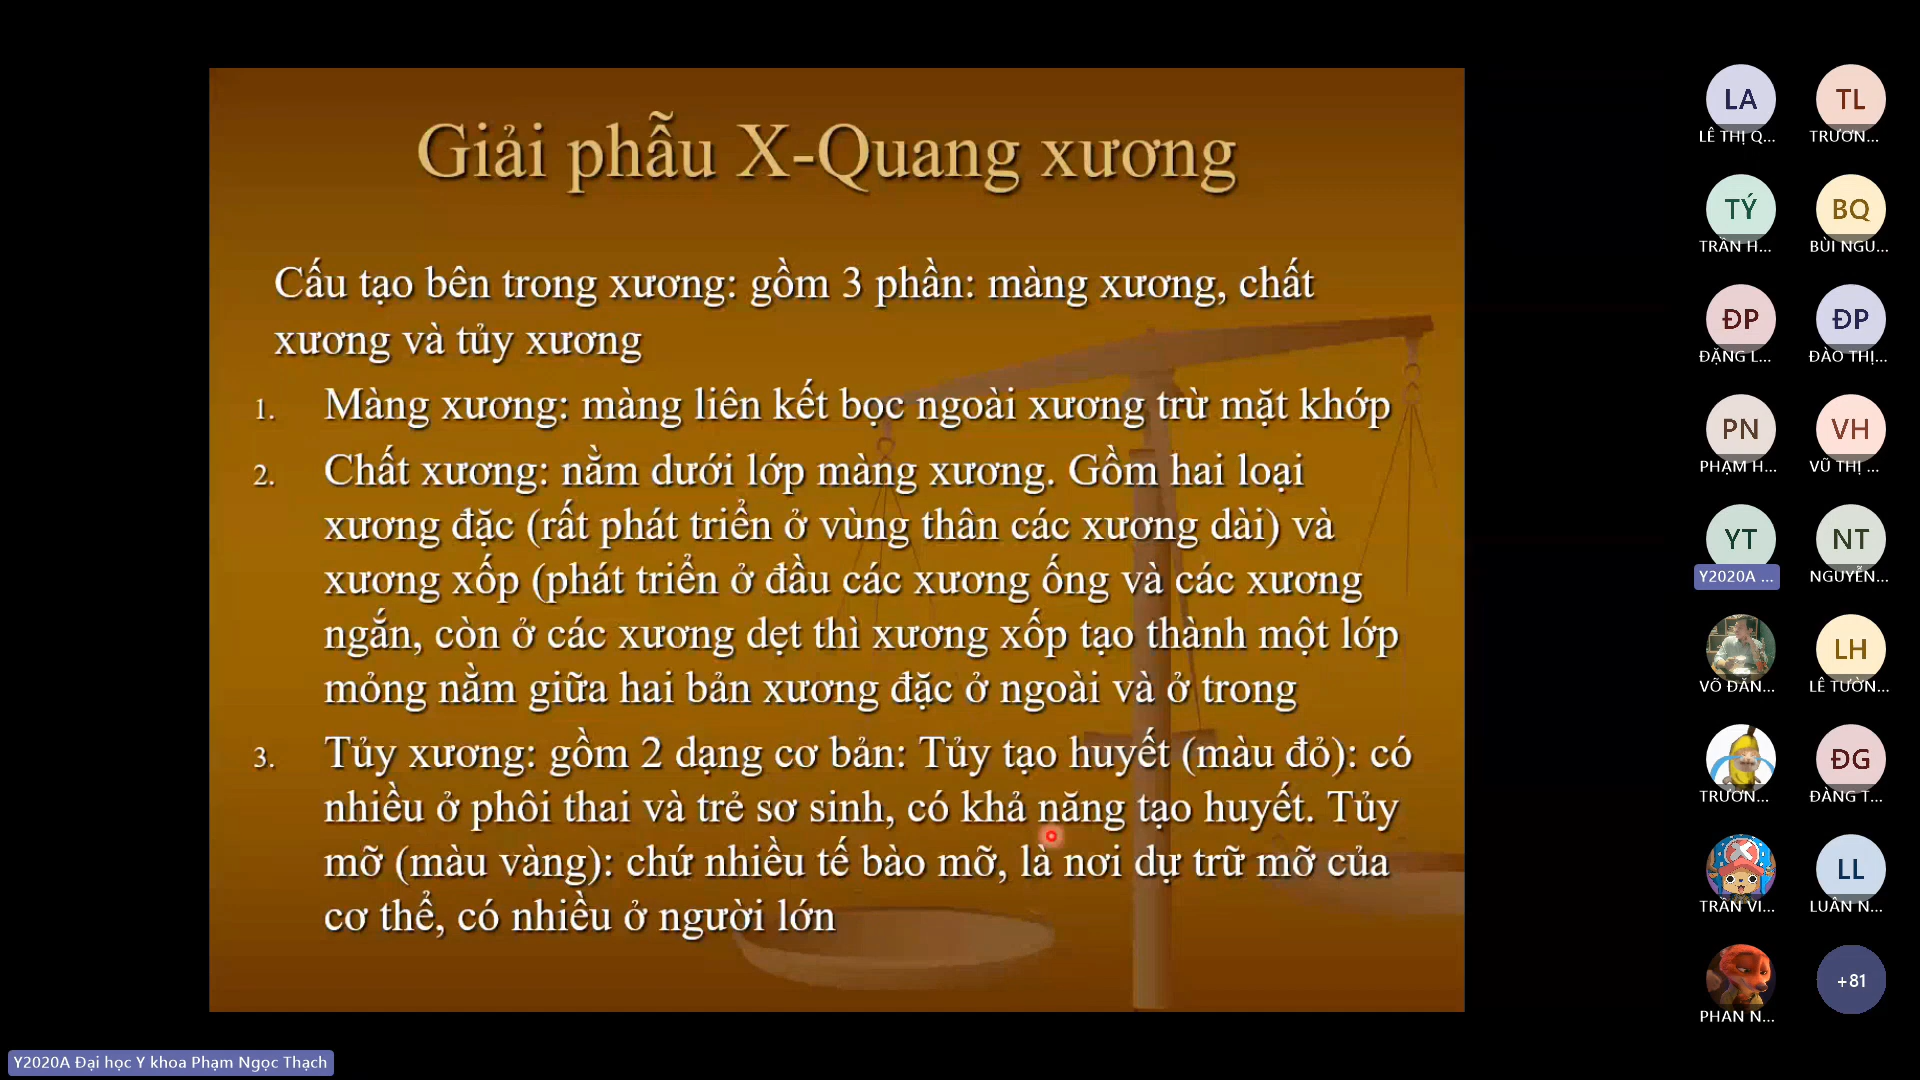 Giải phẫu X-Quang xương
Cấu tạo bên trong xương: gồm 3 phần: màng xương, chất
xương và tủy xương
1. Màng xương: màng liên kết bọc ngoài xương trừ mặt khớp
2. Chất xương: nằm dưới lớp màng xương. Gồm hai loại
xương đặc (rất phát triển ở vùng thân các xương dài) và
xương xốp (phát triển ở đầu các xương ống và các xương
ngắn, còn ở các xương dẹt thì xương xốp tạo thành một lớp
mỏng nằm giữa hai bản xương đặc ở ngoài và ở trong
3. Tủy xương: gồm 2 dạng cơ bản: Tủy tạo huyết (màu đỏ): có
nhiều ở phôi thai và trẻ sơ sinh, có khả năng tạo huyết. Tủy
mỡ (màu vàng): chứ nhiều tế bào mỡ, là nơi dự trữ mỡ của
cơ thể, có nhiều ở người lớn
LA TL
LÊ THỊ Q... TRƯƠN...
TÝ BQ
TRẦN H... BÙI NGU...
ĐP ĐP
ĐẶNG L... ĐÀO THỊ...
PN VH
PHẠM H... VŨ THỊ ...
YT NT
Y2020A ... NGUYỄN...
LH
VÕ ĐĂN... LÊ TƯỜN...
ĐG
TRƯƠN... ĐÀNG T...
LL
TRẦN VI... LUÂN N...
+81
PHAN N...
Y2020A Đại học Y khoa Phạm Ngọc Thạch